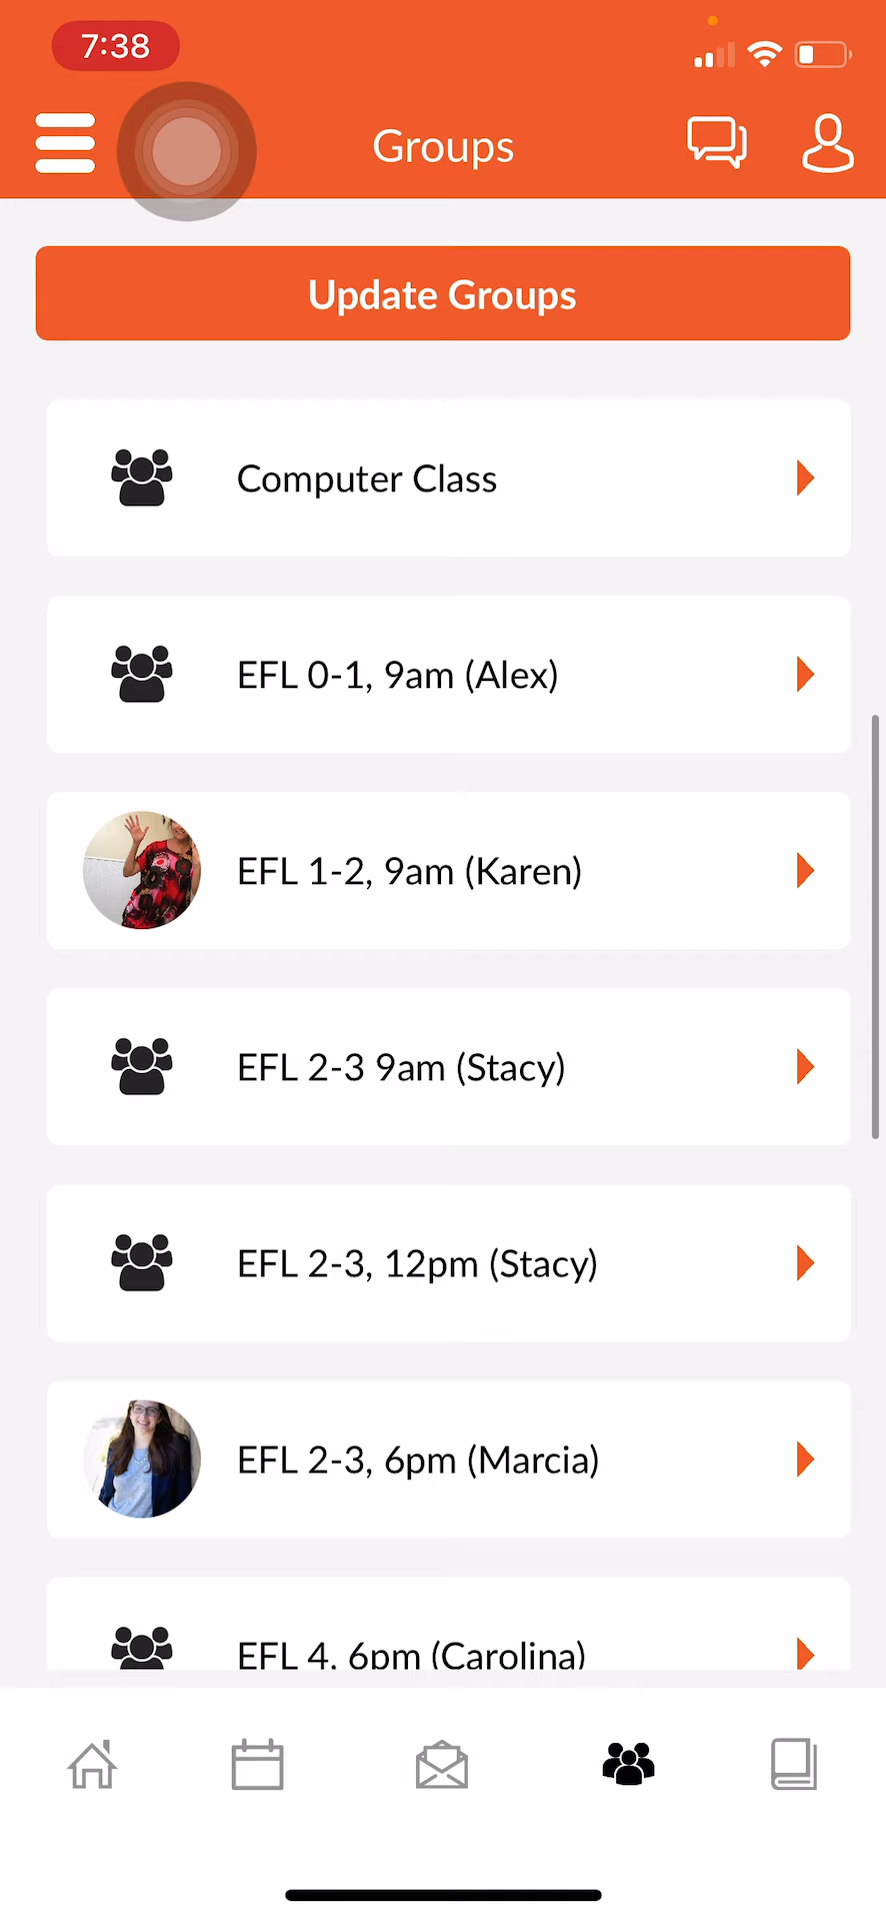 7:38
Groups
Update Groups
Computer Class
EFL 0-1, 9am (Alex)
EFL 1-2, 9am (Karen)
EFL 2-3 9am (Stacy)
EFL 2-3, 12pm (Stacy)
EFL 2-3, 6pm (Marcia)
EFL 4, 6pm (Carolina)